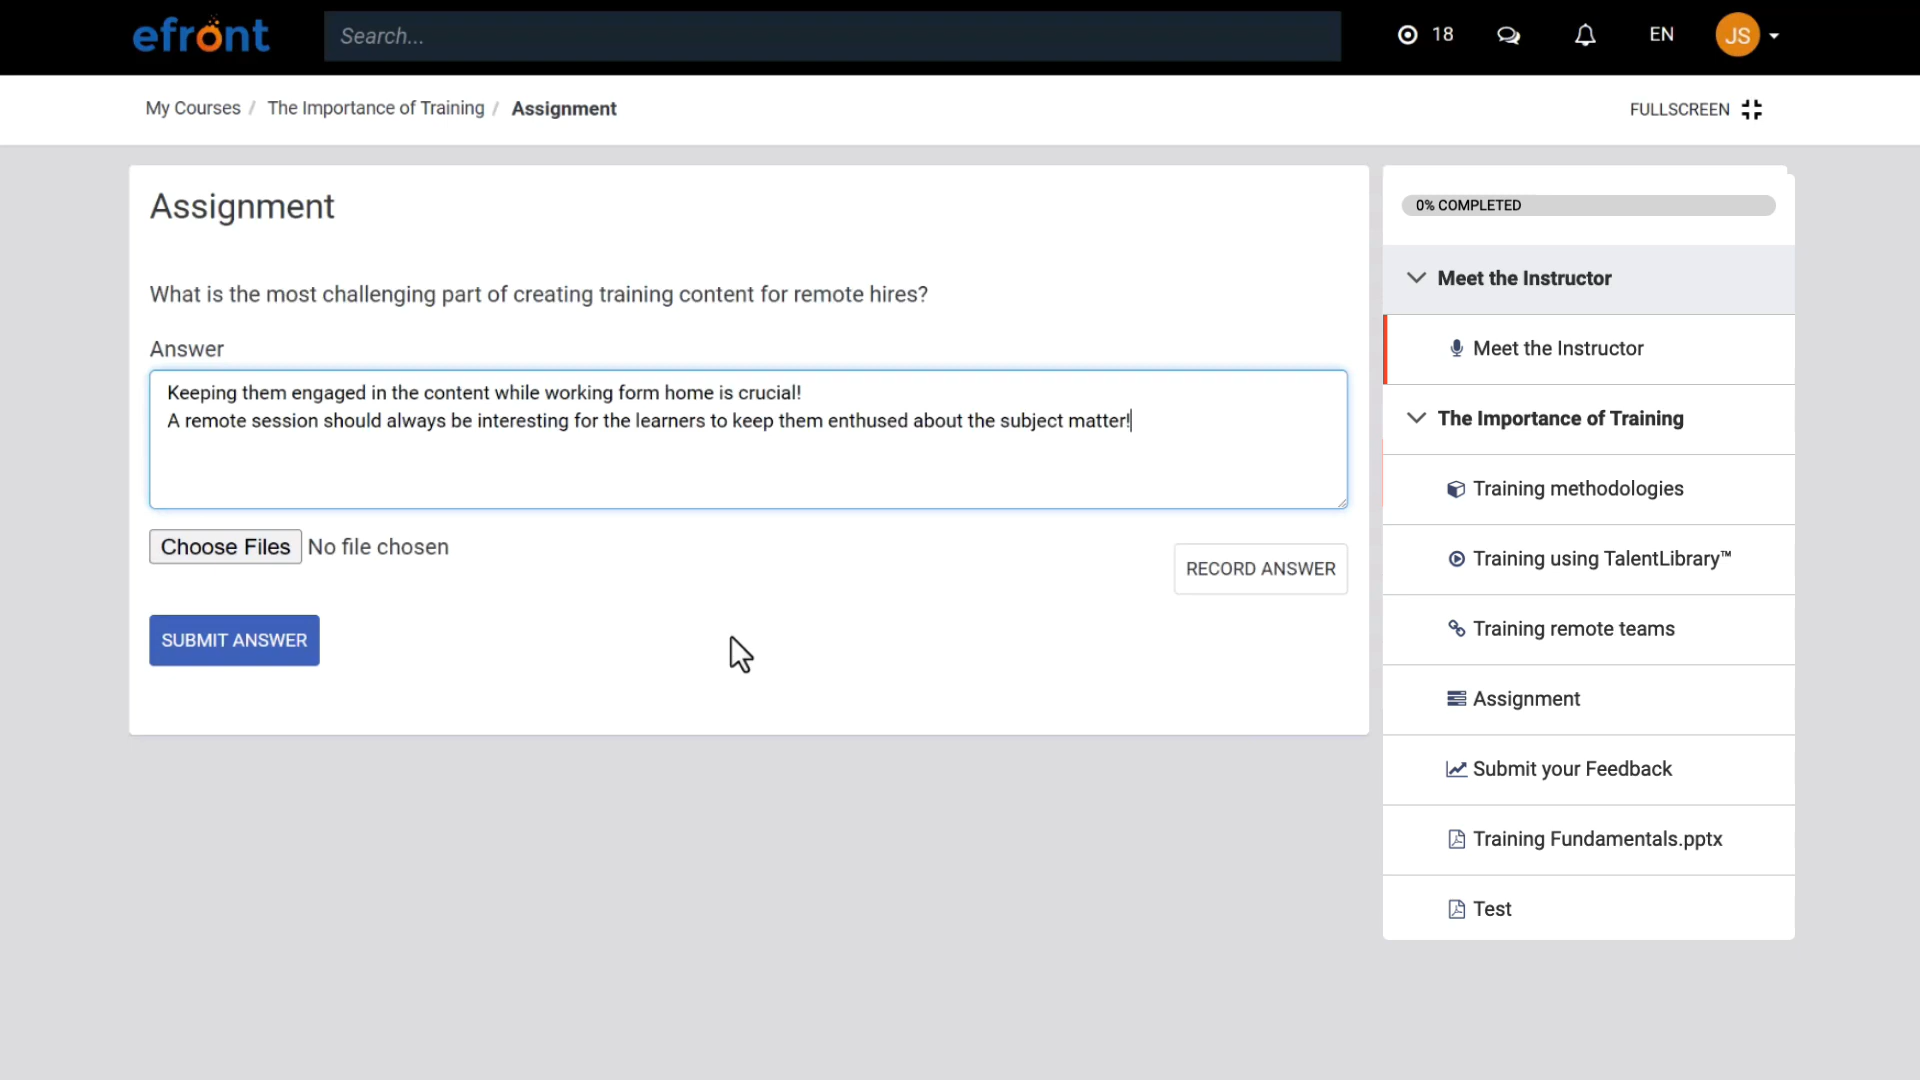 efront
Search...
18
EN
JS
My Courses / The Importance of Training / Assignment
FULLSCREEN
Assignment
What is the most challenging part of creating training content for remote hires?
Answer
Keeping them engaged in the content while working form home is crucial!
A remote session should always be interesting for the learners to keep them enthused about the subject matter!
Choose Files No file chosen
RECORD ANSWER
SUBMIT ANSWER
0% COMPLETED
Meet the Instructor
Meet the Instructor
The Importance of Training
Training methodologies
Training using TalentLibrary™
Training remote teams
Assignment
Submit your Feedback
Training Fundamentals.pptx
Test